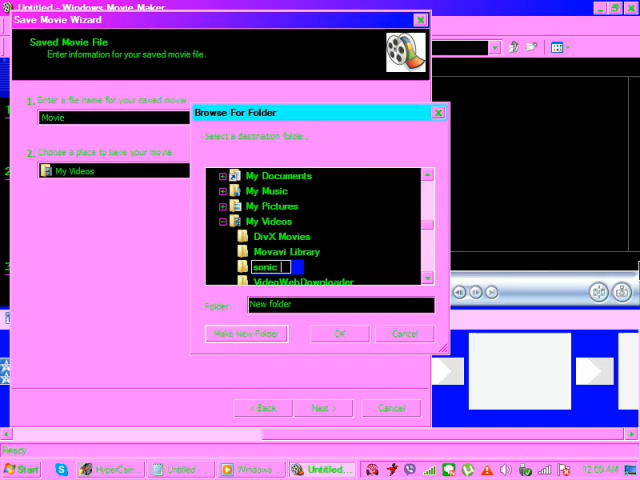 Untitled - Windows Movie Maker
Save Movie Wizard
Saved Movie File
Enter information for your saved movie file.
1. Enter a file name for your saved movie.
Movie
2. Choose a place to save your movie.
My Videos
Browse For Folder
Select a destination folder.
My Documents
My Music
My Pictures
My Videos
DivX Movies
Movavi Library
sonic
VideoWebDownloader
Folder:
New folder
Make New Folder
OK
Cancel
< Back
Next >
Cancel
Ready
Start
HyperCam...
Untitled - ...
Windows ...
Untitled...
12:09 AM